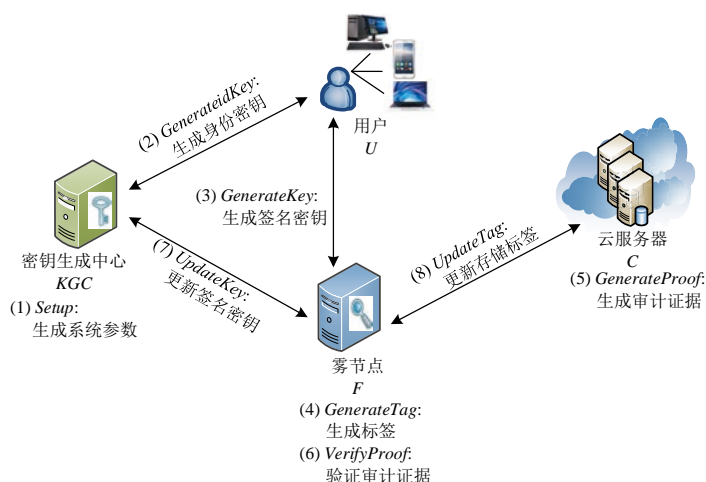 用户
U
(2) GenerateidKey:
生成身份密钥
(3) GenerateKey:
生成签名密钥
密钥生成中心
KGC
(1) Setup:
生成系统参数
(7) UpdateKey:
更新签名密钥
(8) UpdateTag:
更新存储标签
云服务器
C
(5) GenerateProof:
生成审计证据
雾节点
F
(4) GenerateTag:
生成标签
(6) VerifyProof:
验证审计证据